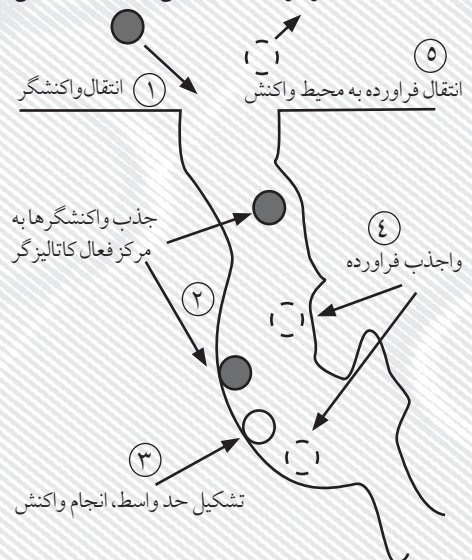 ۱ انتقال واکنشگر
۵
انتقال فراورده به محیط واکنش
جذب واکنشگرها به
مرکز فعال کاتالیزگر
۲
۴
واجذب فراورده
۳
تشکیل حد واسط، انجام واکنش